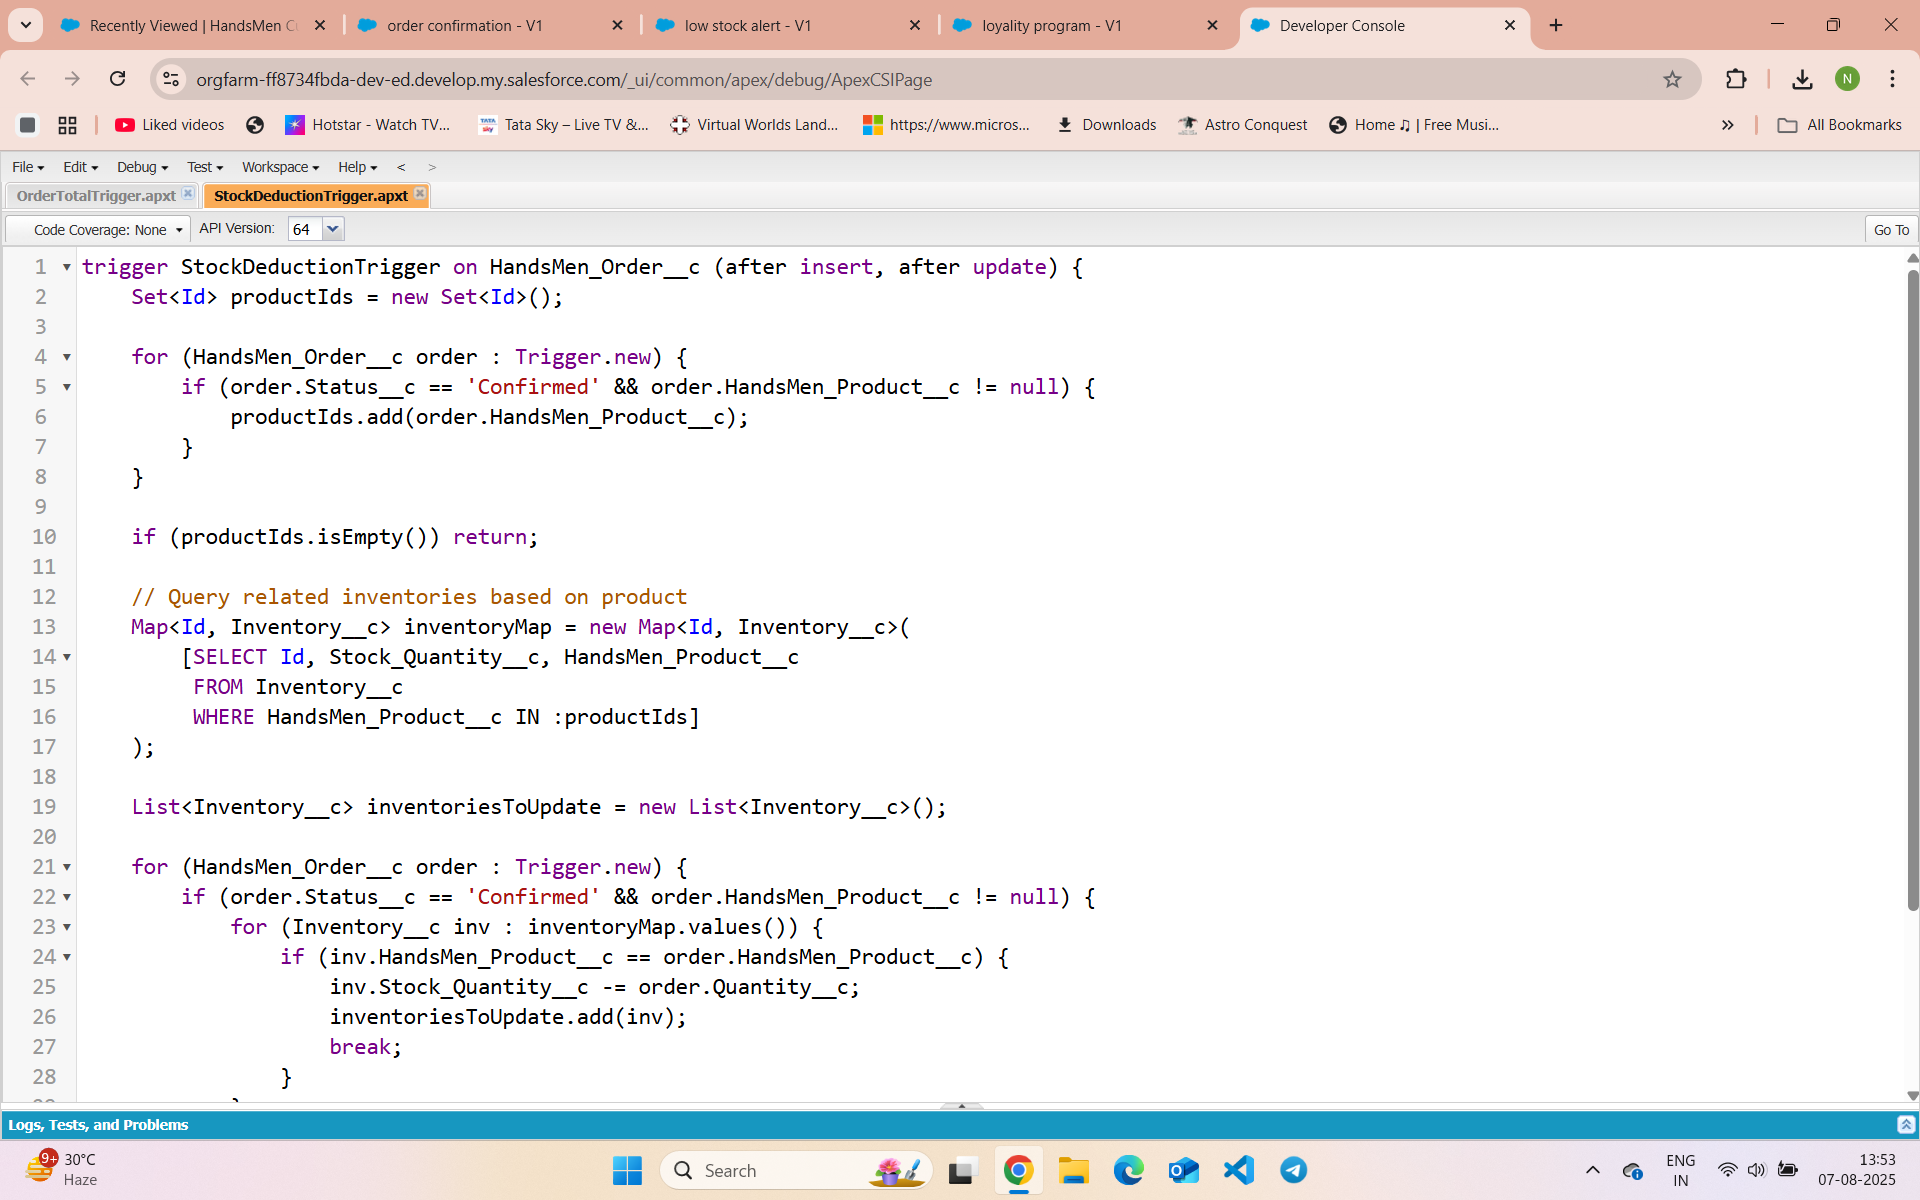 Recently Viewed | HandsMen C
order confirmation - V1
low stock alert - V1
loyality program - V1
Developer Console
orgfarm-ff8734fbda-dev-ed.develop.my.salesforce.com/_ui/common/apex/debug/ApexCSIPage
N
Liked videos
Hotstar - Watch TV...
TATA sky
Tata Sky – Live TV &...
Virtual Worlds Land...
https://www.micros...
Downloads
Astro Conquest
Home ♫ | Free Musi...
»
All Bookmarks
File
Edit
Debug
Test
Workspace
Help
<
>
OrderTotalTrigger.apxt
StockDeductionTrigger.apxt
Code Coverage: None
API Version:
64
Go To
1 trigger StockDeductionTrigger on HandsMen_Order__c (after insert, after update) {
2 Set<Id> productIds = new Set<Id>();
3
4 for (HandsMen_Order__c order : Trigger.new) {
5 if (order.Status__c == 'Confirmed' && order.HandsMen_Product__c != null) {
6 productIds.add(order.HandsMen_Product__c);
7 }
8 }
9
10 if (productIds.isEmpty()) return;
11
12 // Query related inventories based on product
13 Map<Id, Inventory__c> inventoryMap = new Map<Id, Inventory__c>(
14 [SELECT Id, Stock_Quantity__c, HandsMen_Product__c
15 FROM Inventory__c
16 WHERE HandsMen_Product__c IN :productIds]
17 );
18
19 List<Inventory__c> inventoriesToUpdate = new List<Inventory__c>();
20
21 for (HandsMen_Order__c order : Trigger.new) {
22 if (order.Status__c == 'Confirmed' && order.HandsMen_Product__c != null) {
23 for (Inventory__c inv : inventoryMap.values()) {
24 if (inv.HandsMen_Product__c == order.HandsMen_Product__c) {
25 inv.Stock_Quantity__c -= order.Quantity__c;
26 inventoriesToUpdate.add(inv);
27 break;
28 }
Logs, Tests, and Problems
9+
30°C
Haze
Search
ENG
IN
13:53
07-08-2025